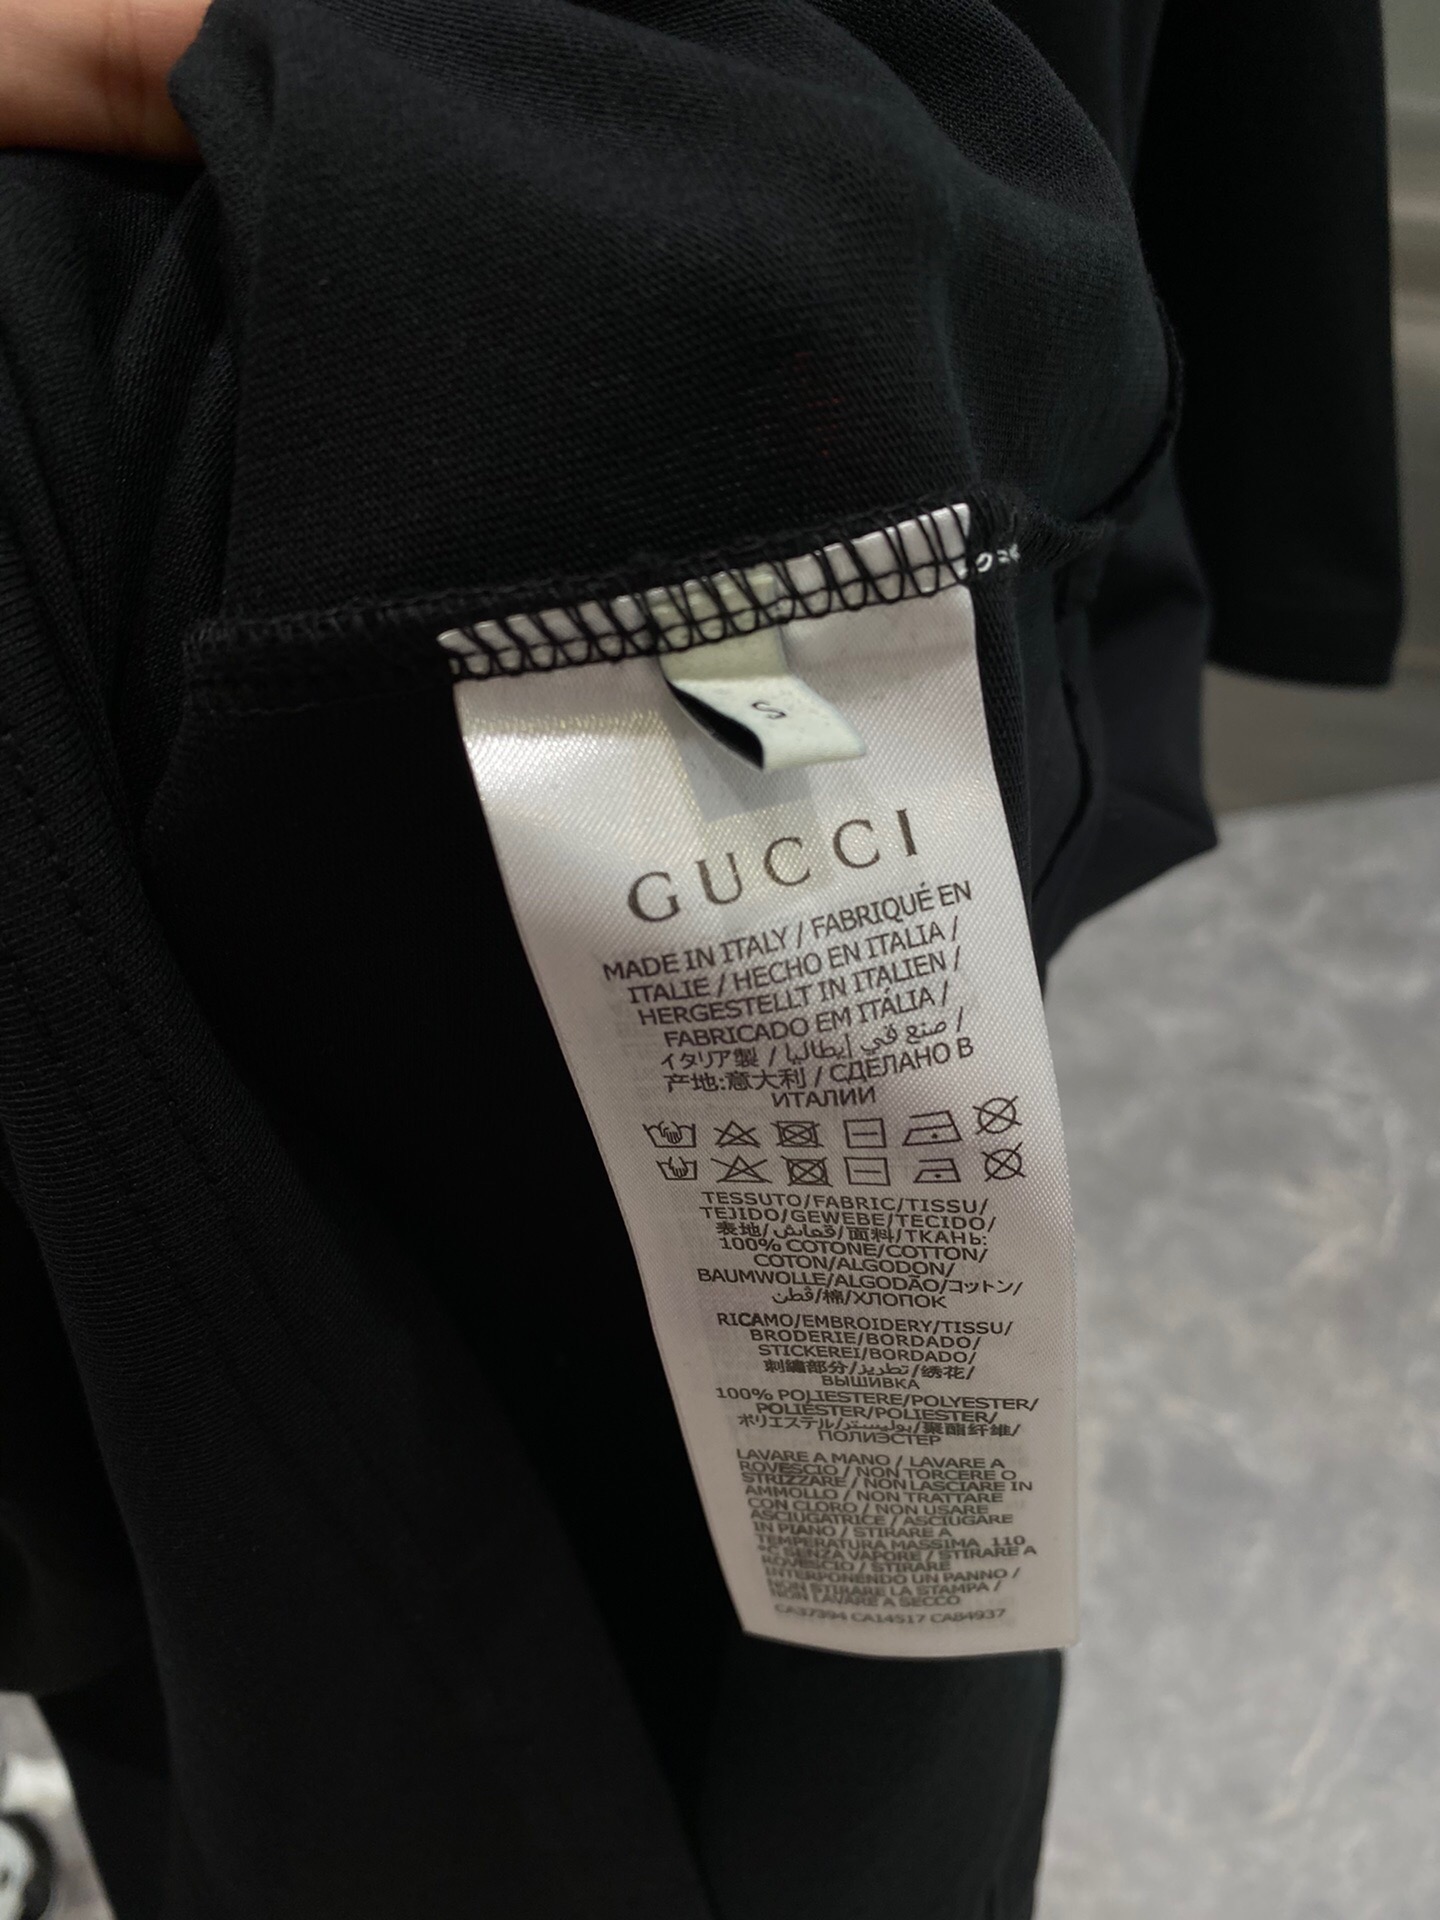 S
GUCCI
MADE IN ITALY / FABRIQUÉ EN
ITALIE / HECHO EN ITALIA /
HERGESTELLT IN ITALIEN /
FABRICADO EM ITÁLIA /
イタリア製 / صنع في إيطاليا /
产地:意大利 / СДЕЛАНО В
ИТАЛИИ
TESSUTO/FABRIC/TISSU/
TEJIDO/GEWEBE/TECIDO/
表地/قماش/面料/ТКАНЬ:
100% COTONE/COTTON/
COTON/ALGODON/
BAUMWOLLE/ALGODÃO/コットン/
قطن/棉/ХЛОПОК
RICAMO/EMBROIDERY/TISSU/
BRODERIE/BORDADO/
STICKEREI/BORDADO/
刺繍部分/تطريز/绣花/
ВЫШИВКА
100% POLIESTERE/POLYESTER/
POLIÉSTER/POLIESTER/
ポリエステル/بوليستر/聚酯纤维/
ПОЛИЭСТЕР
LAVARE A MANO / LAVARE A
ROVESCIO / NON TORCERE O
STRIZZARE / NON LASCIARE IN
AMMOLLO / NON TRATTARE
CON CLORO / NON USARE
ASCIUGATRICE / ASCIUGARE
IN PIANO / STIRARE A
TEMPERATURA MASSIMA 110
°C SENZA VAPORE / STIRARE A
ROVESCIO / STIRARE
INTERPONENDO UN PANNO /
NON STIRARE LA STAMPA /
NON LAVARE A SECCO
CA37394 CA14517 CA84937